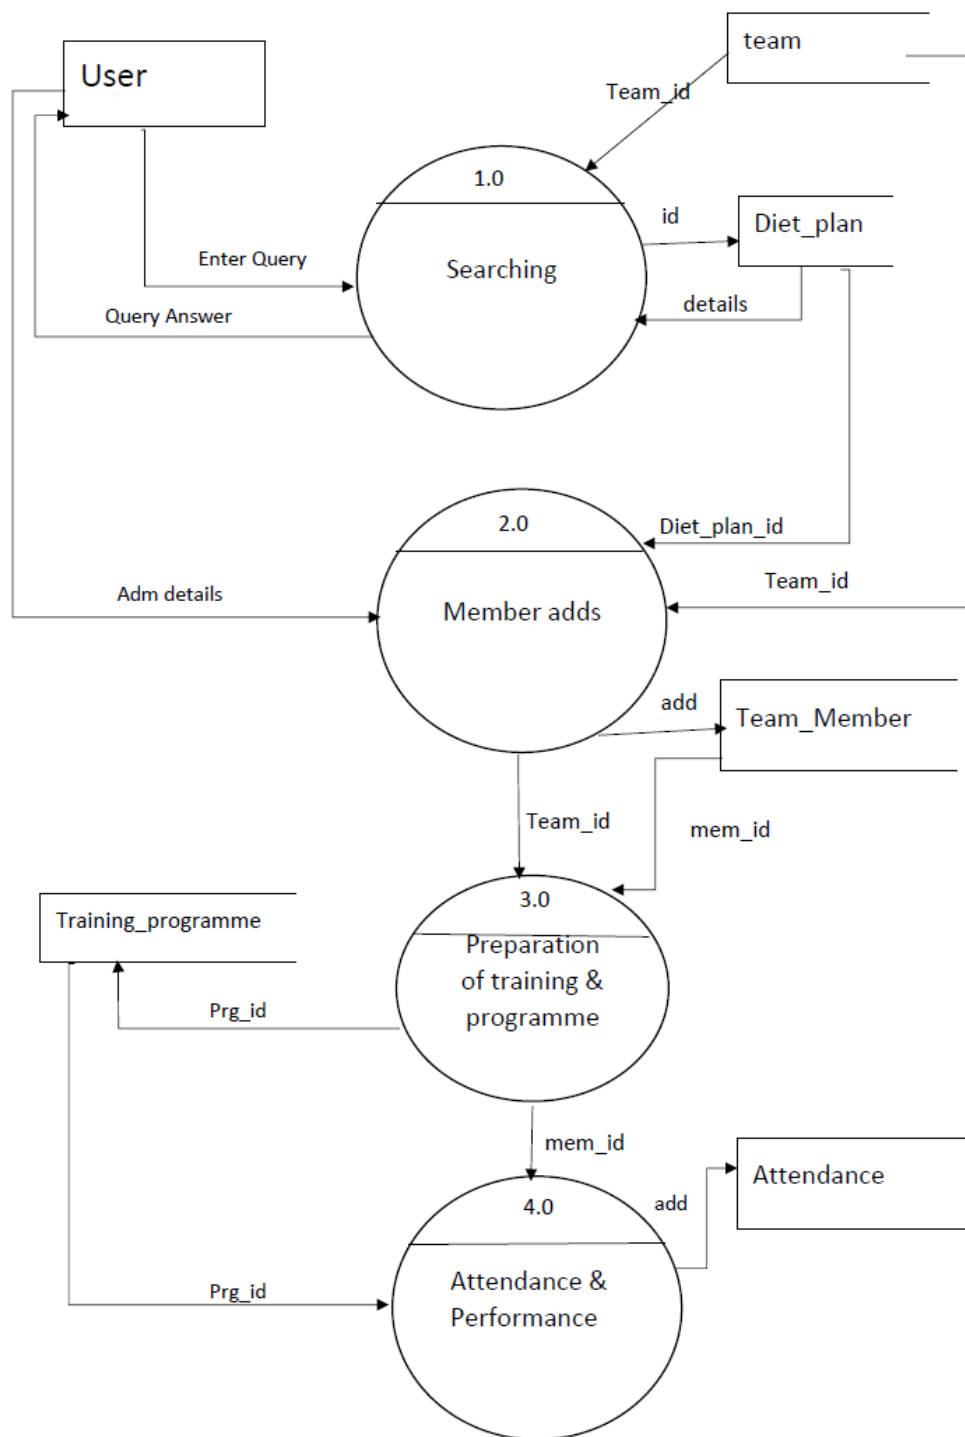 team
User
Team_id
1.0
id
Diet_plan
Enter Query
Searching
details
Query Answer
2.0
Diet_plan_id
Team_id
Adm details
Member adds
add
Team_Member
Team_id
mem_id
3.0
Training_programme
Preparation
of training &
programme
Prg_id
mem_id
Attendance
add
4.0
Attendance &
Performance
Prg_id